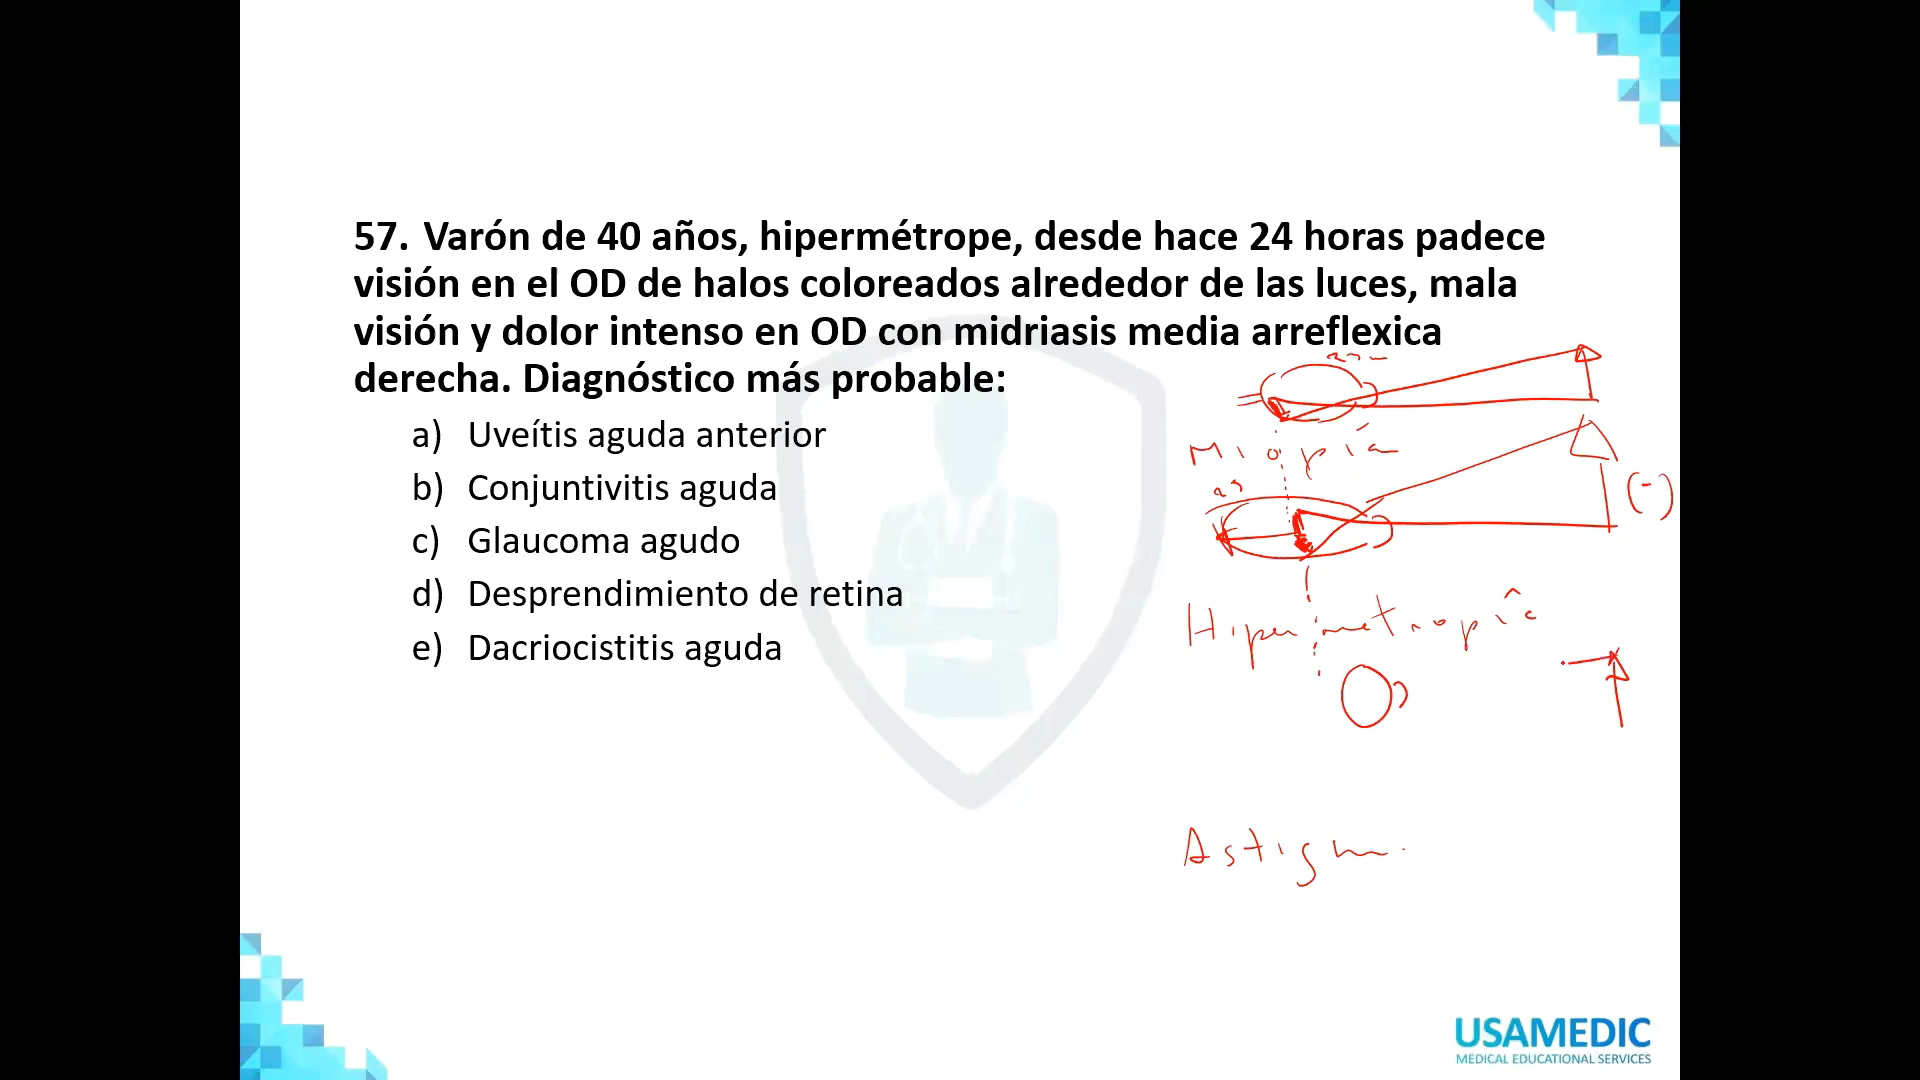 57. Varón de 40 años, hipermétrope, desde hace 24 horas padece
visión en el OD de halos coloreados alrededor de las luces, mala
visión y dolor intenso en OD con midriasis media arreflexica
derecha. Diagnóstico más probable:
a) Uveítis aguda anterior
b) Conjuntivitis aguda
c) Glaucoma agudo
d) Desprendimiento de retina
e) Dacriocistitis aguda
Miopía
(-)
Hipermetropía
Astigm.
USAMEDIC
MEDICAL EDUCATIONAL SERVICES